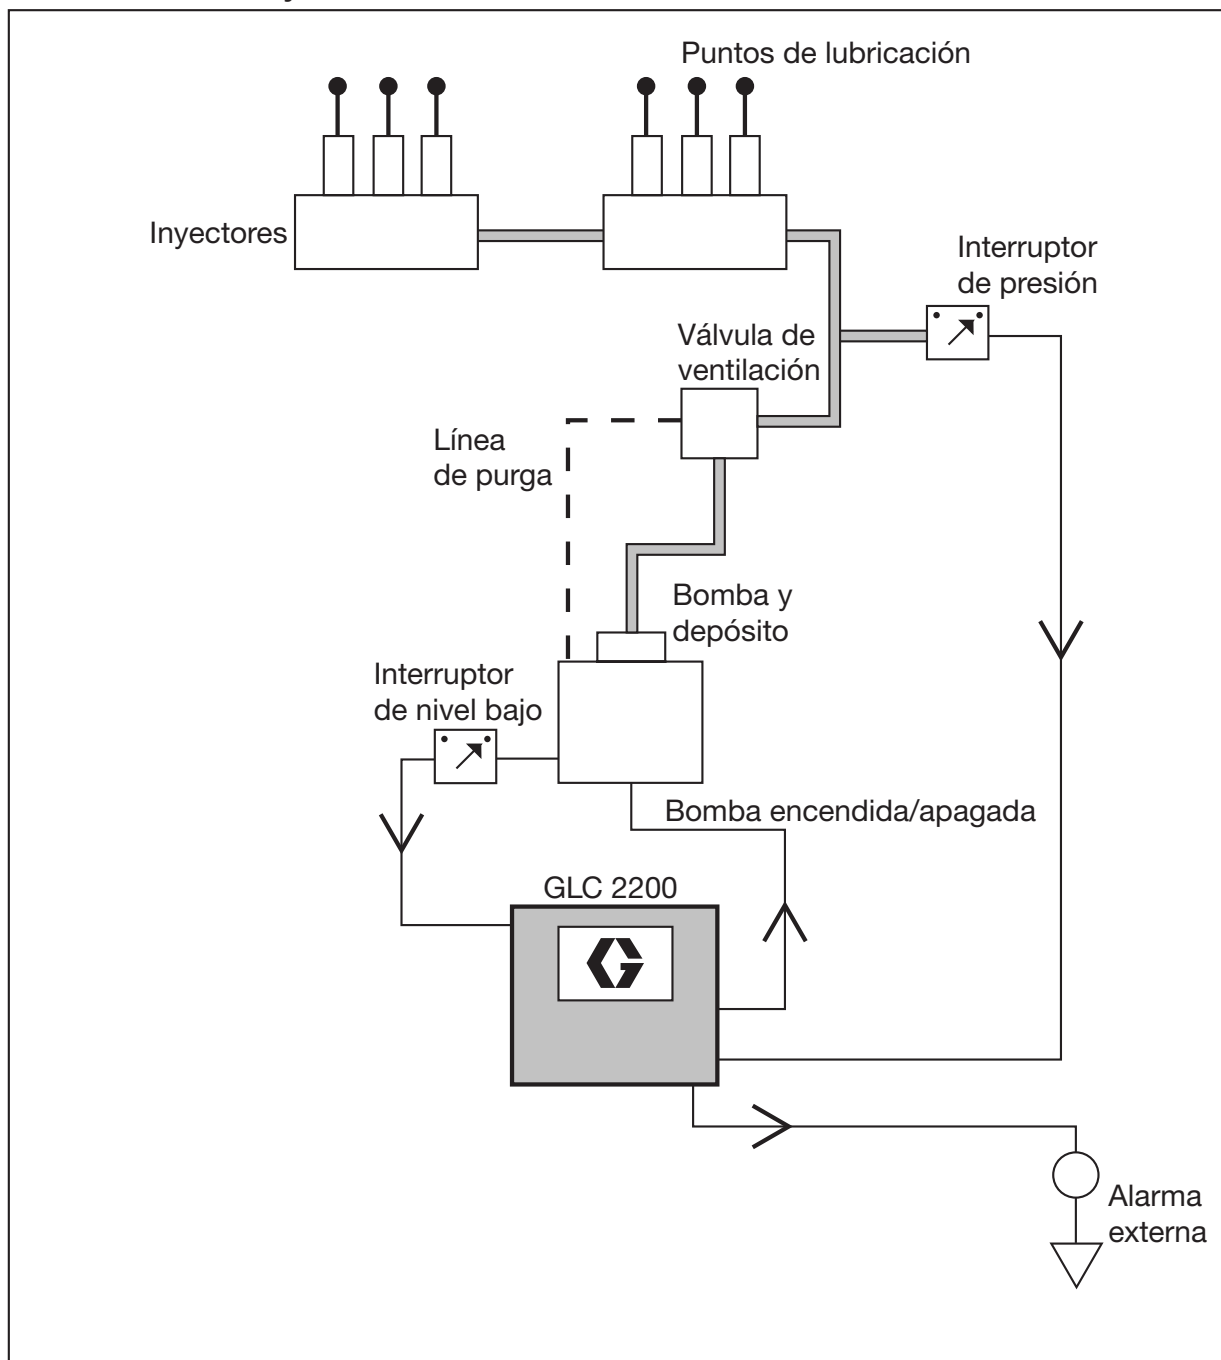 Puntos de lubricación
Inyectores
Interruptor
de presión
Válvula de
ventilación
Línea
de purga
Bomba y
depósito
Interruptor
de nivel bajo
Bomba encendida/apagada
GLC 2200
Alarma
externa